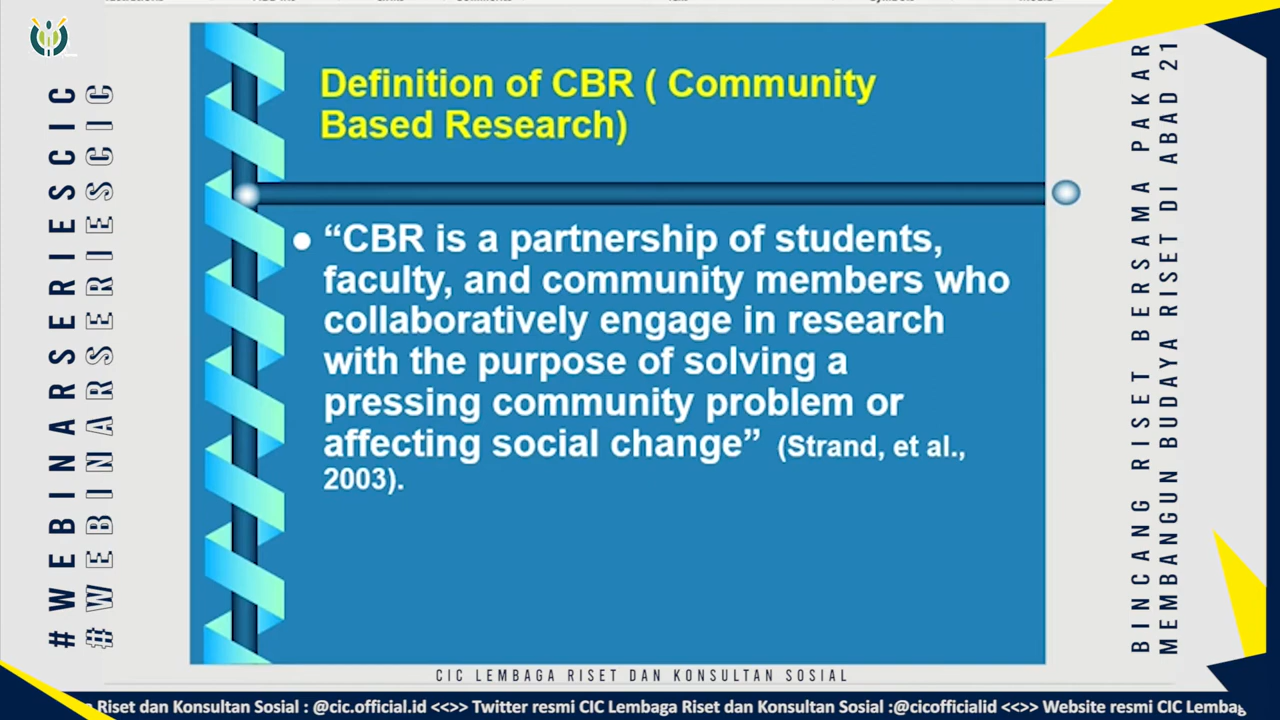 Definition of CBR ( Community
Based Research)
“CBR is a partnership of students,
faculty, and community members who
collaboratively engage in research
with the purpose of solving a
pressing community problem or
affecting social change” (Strand, et al.,
2003).
#WEBINARSERIESCIC
#WEBINARSERIESCIC
BINCANG RISET BERSAMA PAKAR
MEMBANGUN BUDAYA RISET DI ABAD 21
CIC LEMBAGA RISET DAN KONSULTAN SOSIAL
Riset dan Konsultan Sosial : @cic.official.id <<>> Twitter resmi CIC Lembaga Riset dan Konsultan Sosial :@cicofficialid <<>> Website resmi CIC Lembag